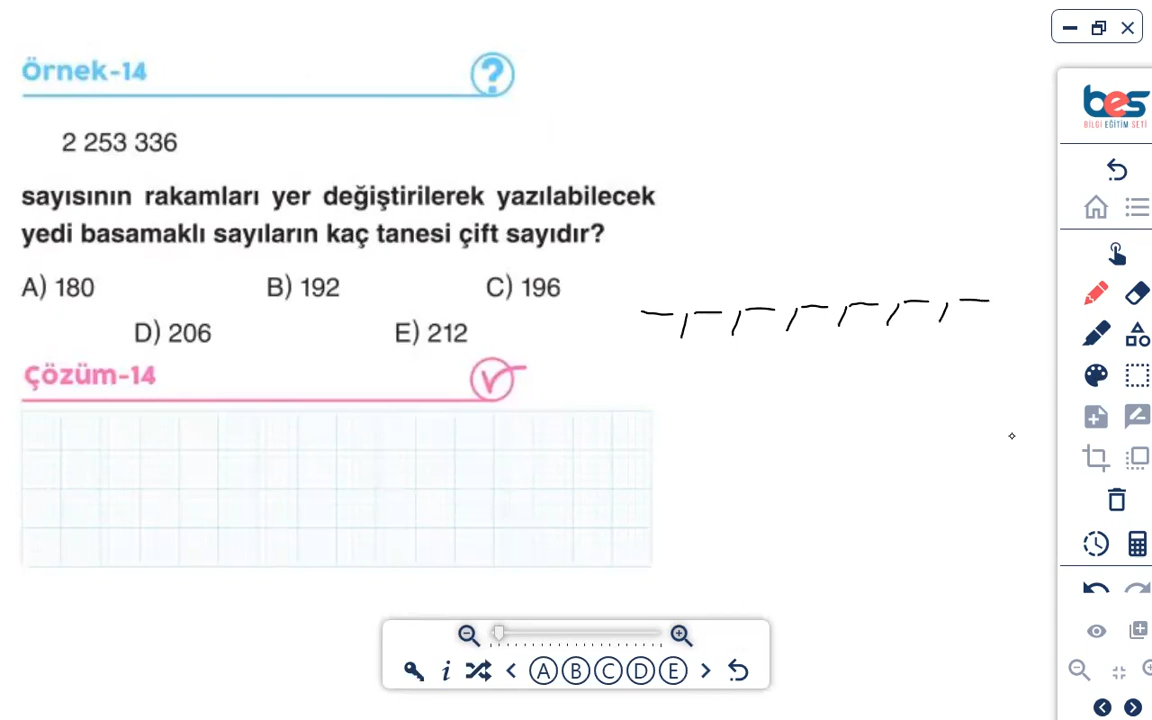 Örnek-14
?
2 253 336
sayısının rakamları yer değiştirilerek yazılabilecek
yedi basamaklı sayıların kaç tanesi çift sayıdır?
A) 180 B) 192 C) 196
D) 206 E) 212
Çözüm-14
bes
BİLGİ EĞİTİM SETİ
i A B C D E